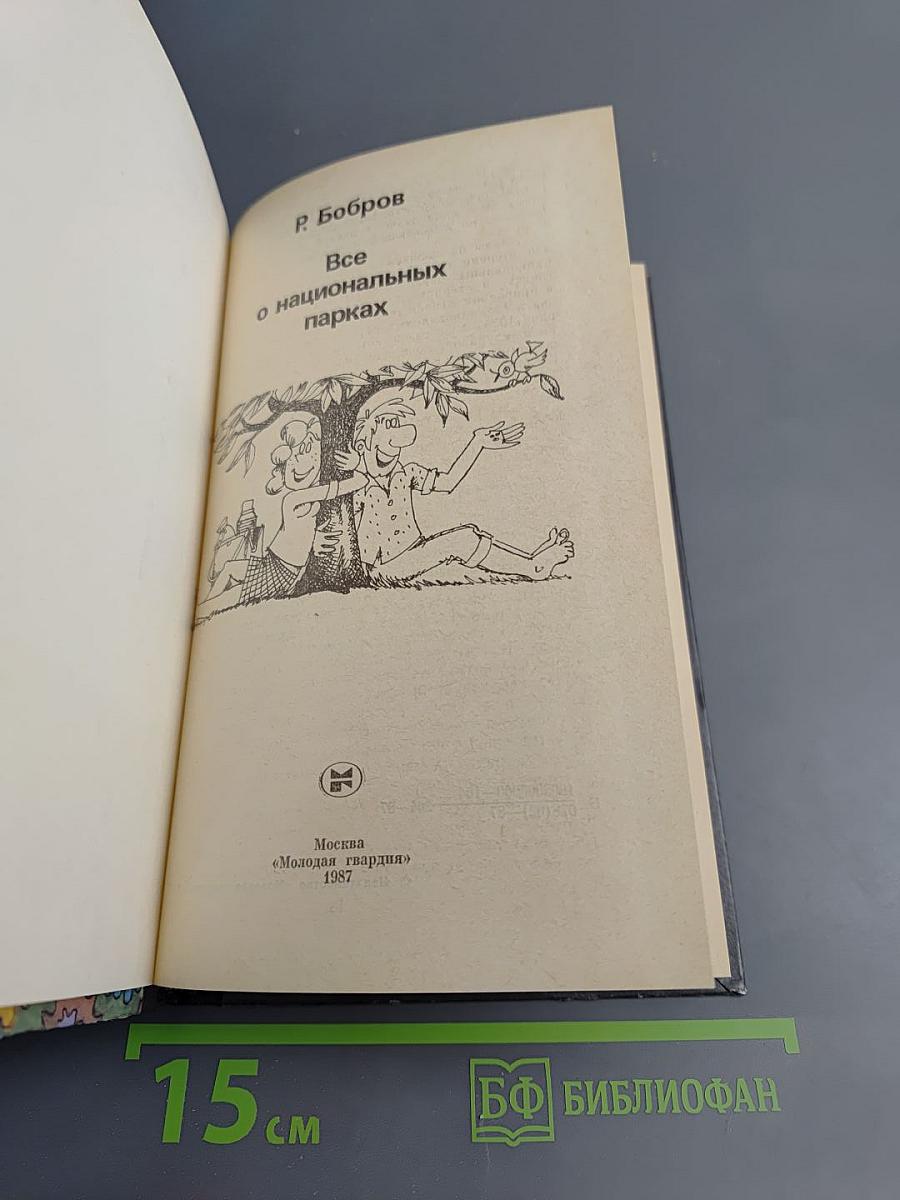 Р. Бобров
Все
о национальных
парках
Москва
«Молодая гвардия»
1987
15 см
БФ БИБЛИОФАН